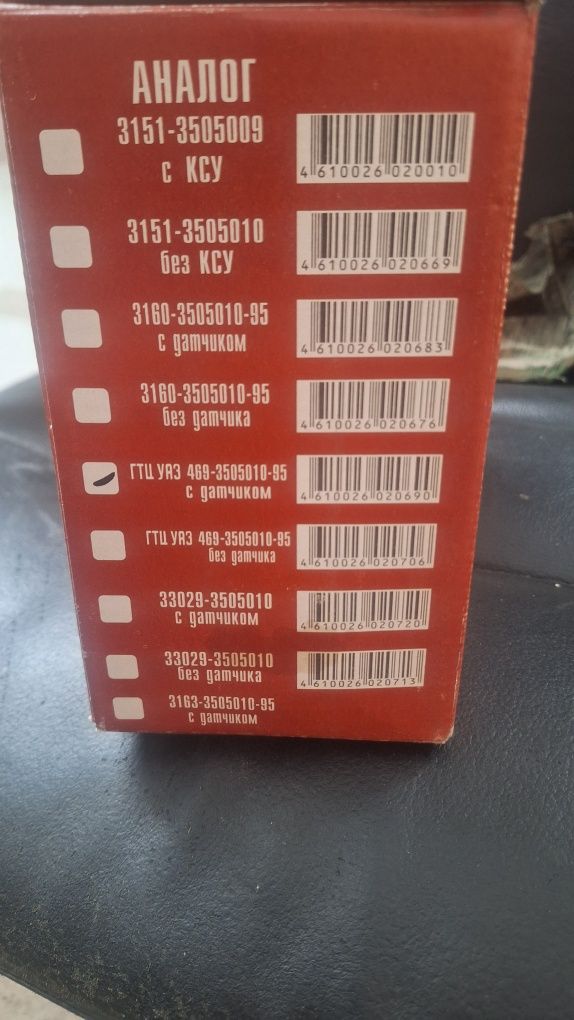 АНАЛОГ
3151-3505009
с КСУ
4 610026 020010
3151-3505010
без КСУ
4 610026 020669
3160-3505010-95
с датчиком
4 610026 020683
3160-3505010-95
без датчика
4 610026 020676
ГТЦ УАЗ 469-3505010-95
с датчиком
4 610026 020690
ГТЦ УАЗ 469-3505010-95
без датчика
4 610026 020706
33029-3505010
с датчиком
4 610026 020720
33029-3505010
без датчика
4 610026 020713
3163-3505010-95
с датчиком